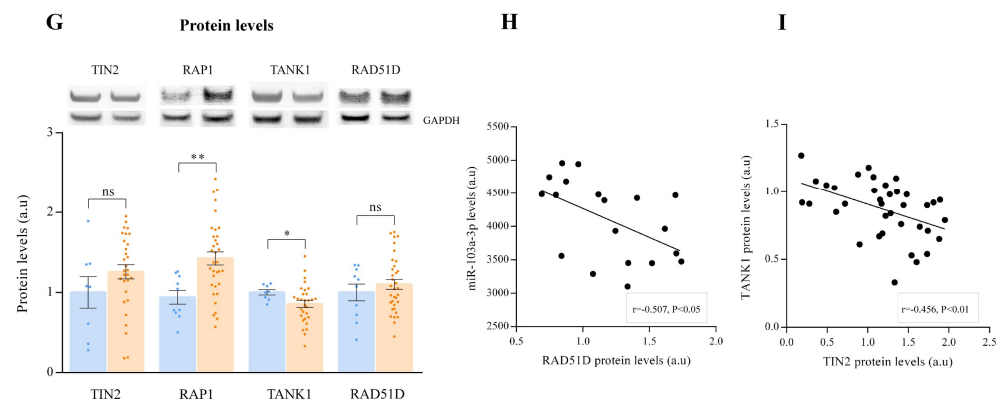 G
Protein levels
TIN2 RAP1 TANK1 RAD51D
GAPDH
Protein levels (a.u)
3
2
1
0
ns
**
*
ns
TIN2 RAP1 TANK1 RAD51D
H
miR-103a-3p levels (a.u)
5500
5000
4500
4000
3500
3000
2500
r=-0.507, P<0.05
0.5 1.0 1.5 2.0
RAD51D protein levels (a.u)
I
TANK1 protein levels (a.u)
1.5
1.0
0.5
0.0
r=-0.456, P<0.01
0.0 0.5 1.0 1.5 2.0 2.5
TIN2 protein levels (a.u)